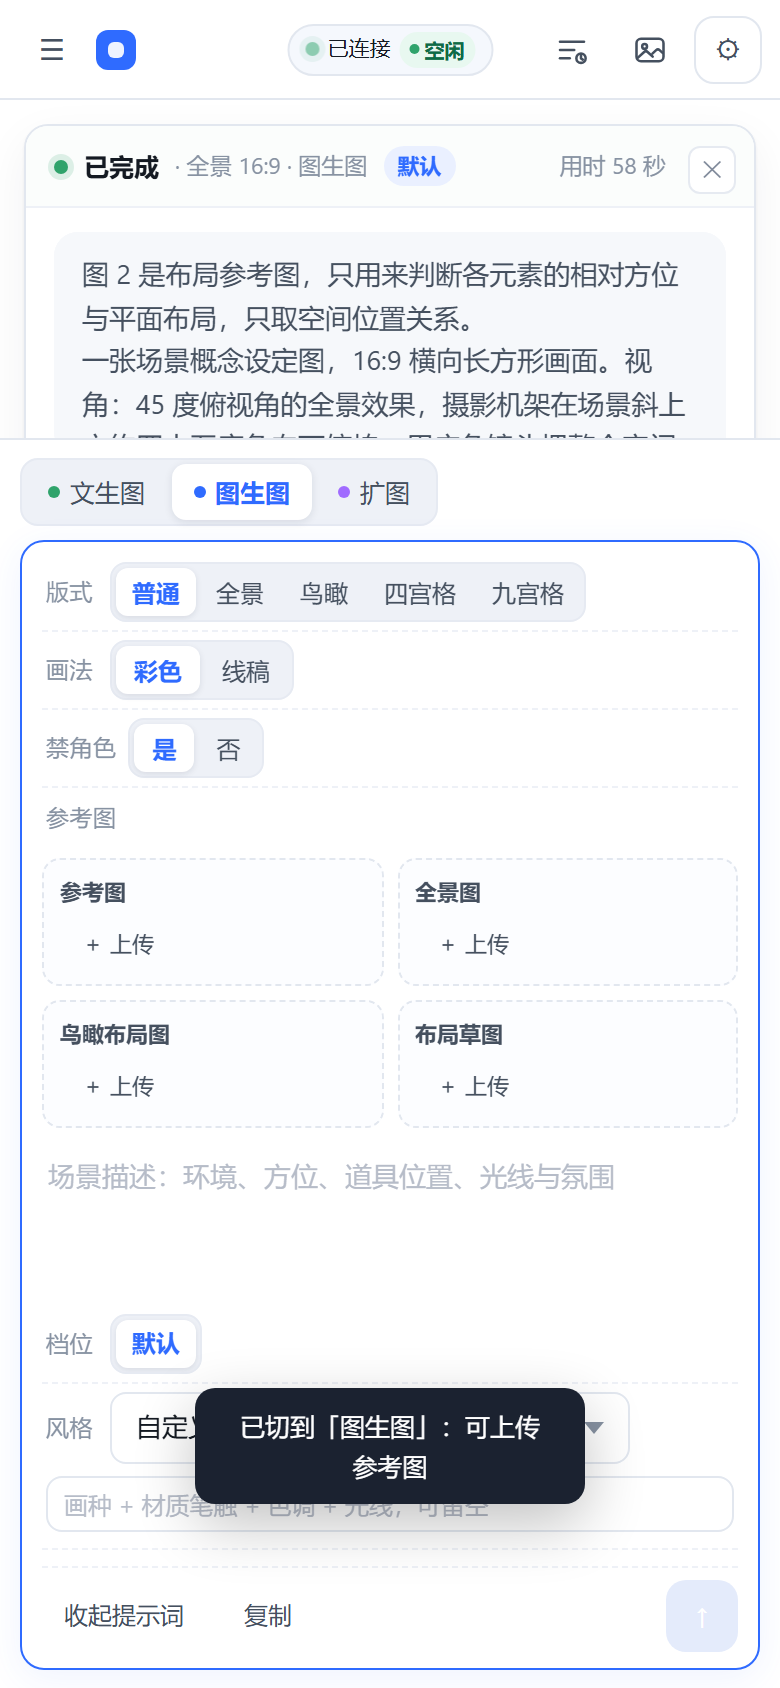 已连接 空闲
已完成 · 全景 16:9 · 图生图 默认 用时 58 秒
图 2 是布局参考图，只用来判断各元素的相对方位
与平面布局，只取空间位置关系。
一张场景概念设定图，16:9 横向长方形画面。视
角：45 度俯视角的全景效果，摄影机架在场景斜上
文生图 图生图 扩图
版式 普通 全景 鸟瞰 四宫格 九宫格
画法 彩色 线稿
禁角色 是 否
参考图
参考图 全景图
+ 上传 + 上传
鸟瞰布局图 布局草图
+ 上传 + 上传
场景描述：环境、方位、道具位置、光线与氛围
档位 默认
风格 自定
已切到「图生图」：可上传
参考图
画种 + 材质笔触 + 色调 + 光线，可留空
收起提示词 复制 ↑